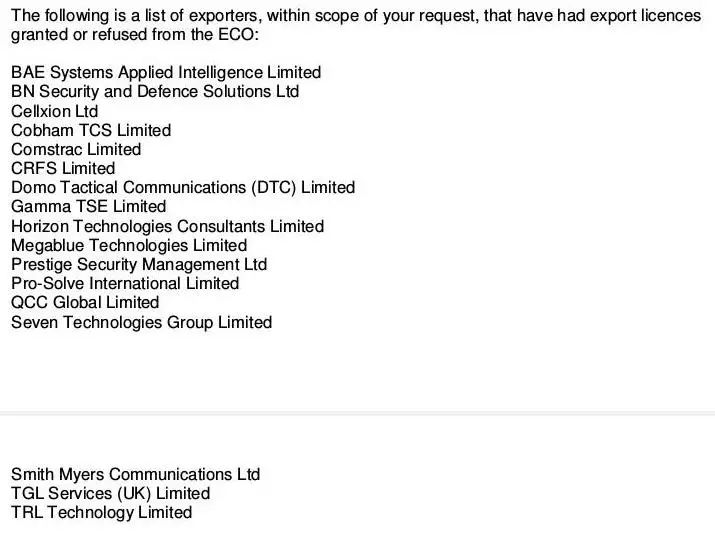 The following is a list of exporters, within scope of your request, that have had export licences
granted or refused from the ECO:
BAE Systems Applied Intelligence Limited
BN Security and Defence Solutions Ltd
Cellxion Ltd
Cobham TCS Limited
Comstrac Limited
CRFS Limited
Domo Tactical Communications (DTC) Limited
Gamma TSE Limited
Horizon Technologies Consultants Limited
Megablue Technologies Limited
Prestige Security Management Ltd
Pro-Solve International Limited
QCC Global Limited
Seven Technologies Group Limited
Smith Myers Communications Ltd
TGL Services (UK) Limited
TRL Technology Limited